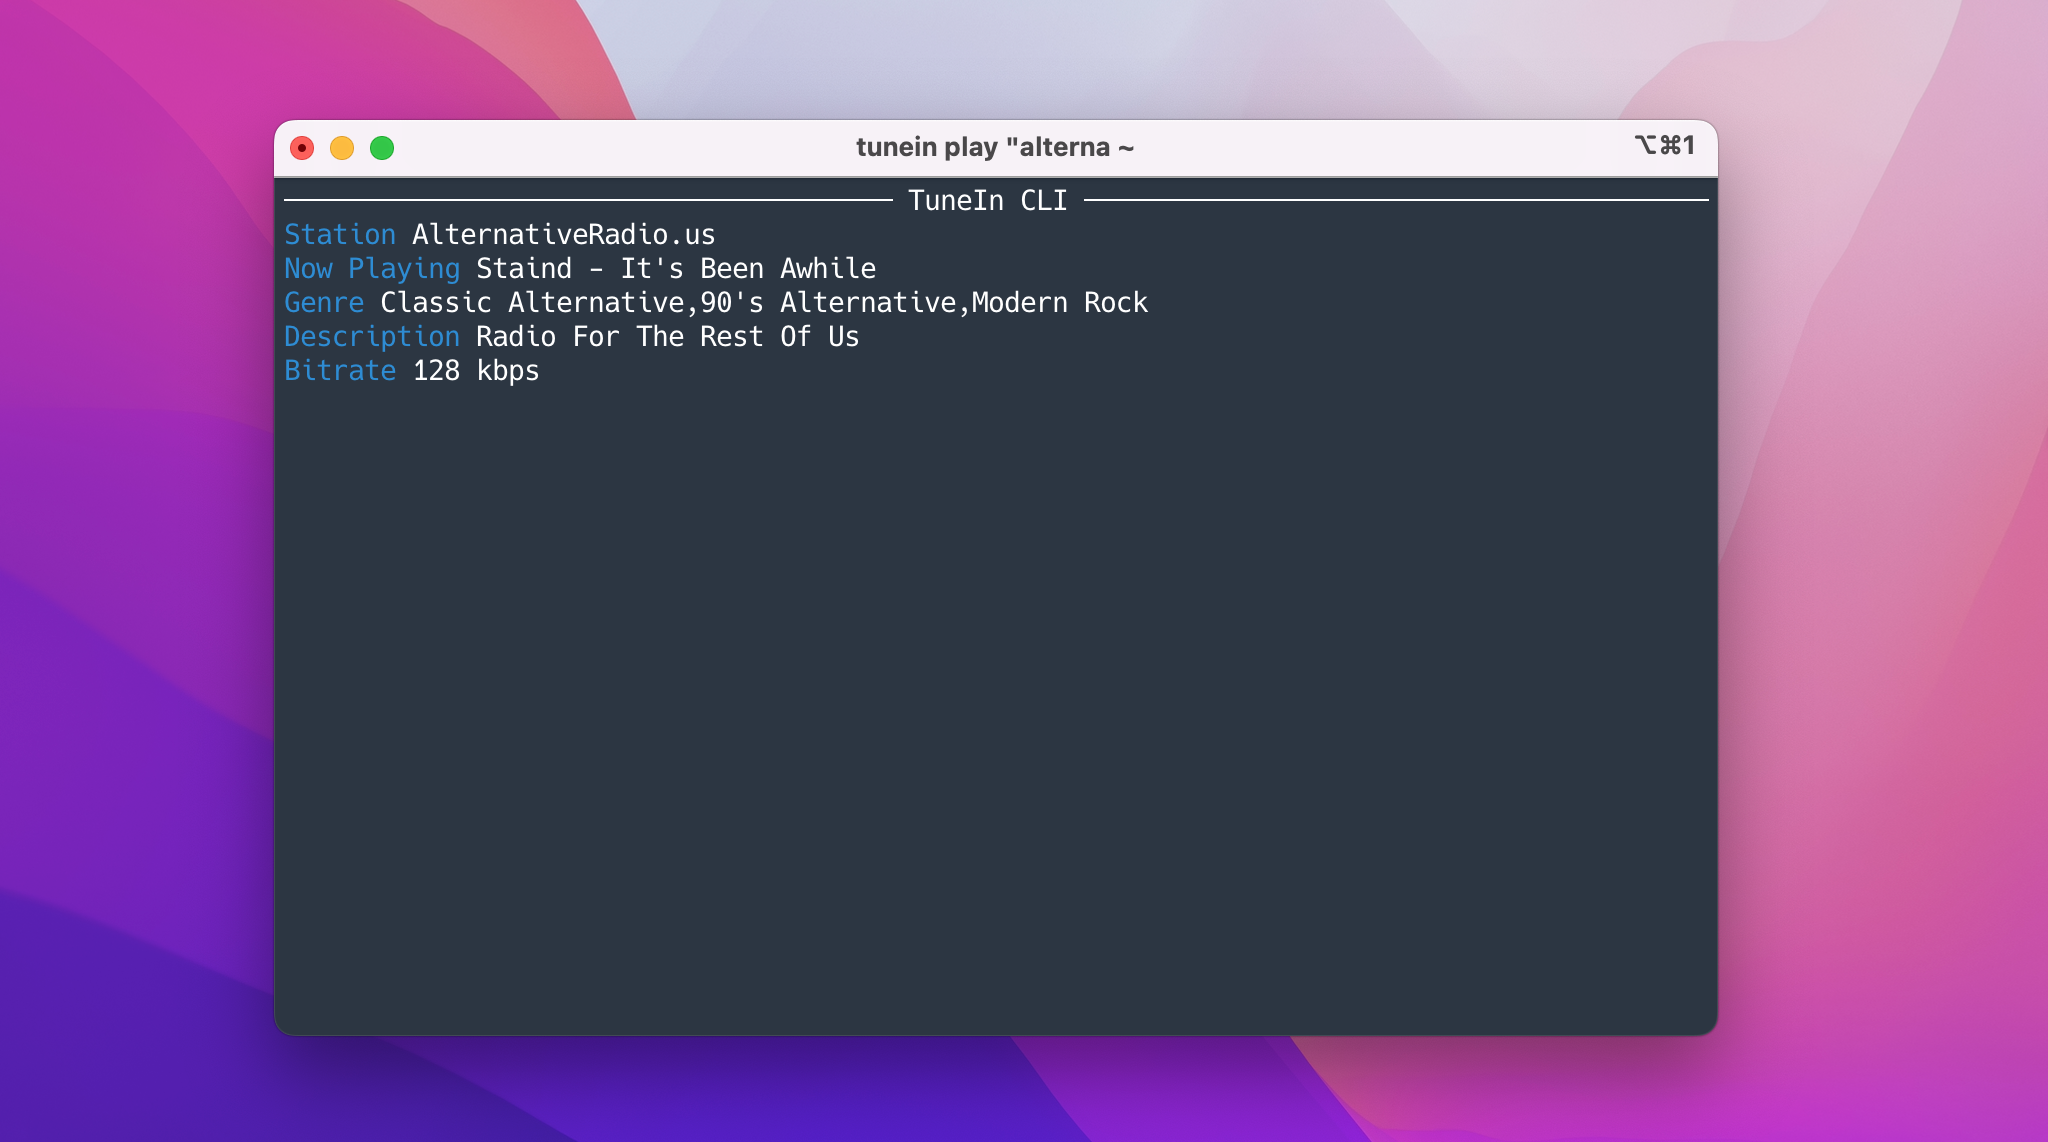 tunein play "alterna ~
⌥⌘1
TuneIn CLI
Station AlternativeRadio.us
Now Playing Staind - It's Been Awhile
Genre Classic Alternative,90's Alternative,Modern Rock
Description Radio For The Rest Of Us
Bitrate 128 kbps